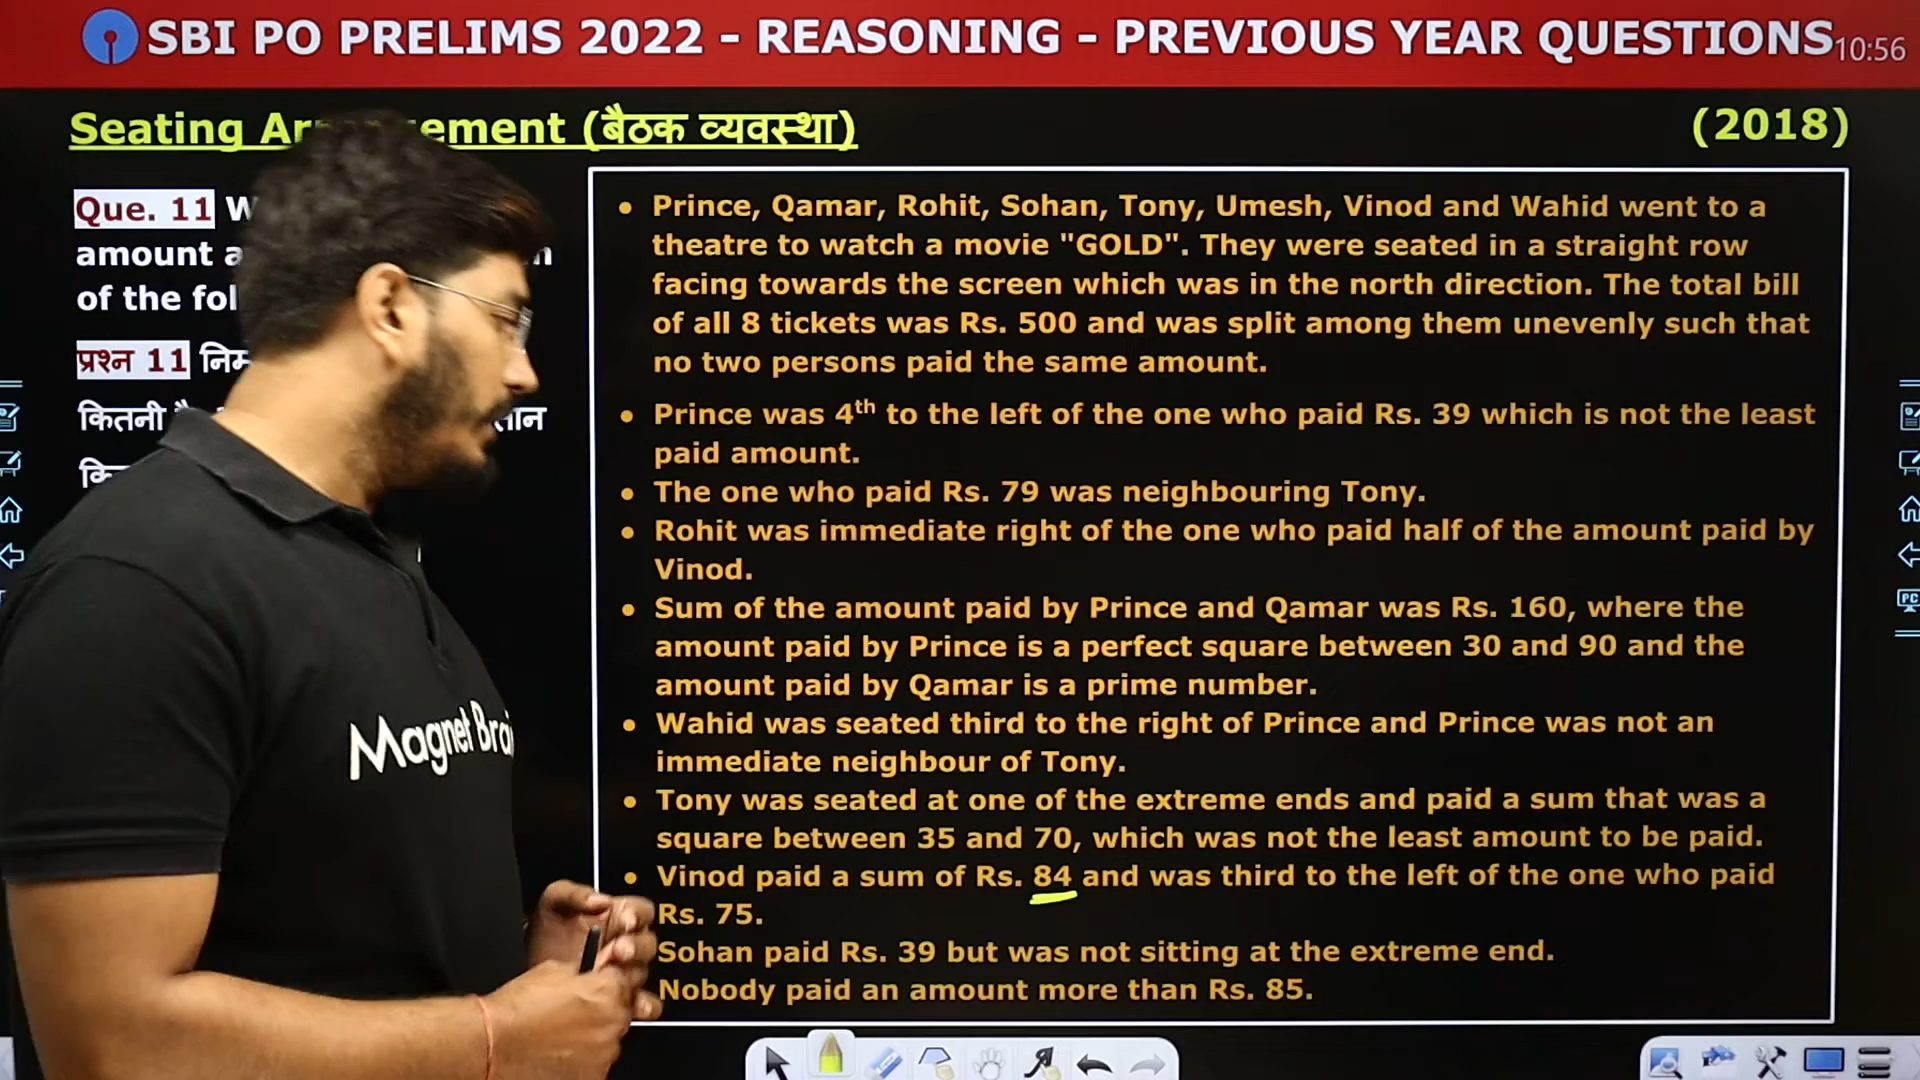 SBI PO PRELIMS 2022 - REASONING - PREVIOUS YEAR QUESTIONS
10:56
Seating (बैठक व्यवस्था)
(2018)
Que. 11
amount
of the
प्रश्न 11
कितनी
Prince, Qamar, Rohit, Sohan, Tony, Umesh, Vinod and Wahid went to a
theatre to watch a movie "GOLD". They were seated in a straight row
facing towards the screen which was in the north direction. The total bill
of all 8 tickets was Rs. 500 and was split among them unevenly such that
no two persons paid the same amount.
Prince was 4th to the left of the one who paid Rs. 39 which is not the least
paid amount.
The one who paid Rs. 79 was neighbouring Tony.
Rohit was immediate right of the one who paid half of the amount paid by
Vinod.
Sum of the amount paid by Prince and Qamar was Rs. 160, where the
amount paid by Prince is a perfect square between 30 and 90 and the
amount paid by Qamar is a prime number.
Wahid was seated third to the right of Prince and Prince was not an
immediate neighbour of Tony.
Tony was seated at one of the extreme ends and paid a sum that was a
square between 35 and 70, which was not the least amount to be paid.
Vinod paid a sum of Rs. 84 and was third to the left of the one who paid
Rs. 75.
Sohan paid Rs. 39 but was not sitting at the extreme end.
Nobody paid an amount more than Rs. 85.
Magnet
PC